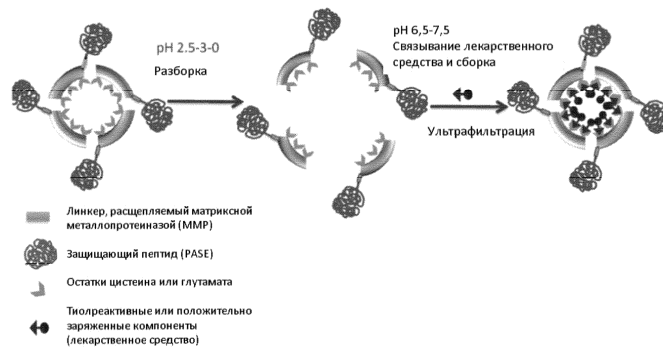 pH 2.5-3-0
Разборка
pH 6,5-7,5
Связывание лекарственного
средства и сборка
Ультрафильтрация
Линкер, расщепляемый матриксной
металлопротеиназой (MMP)
Защищающий пептид (PASE)
Остатки цистеина или глутамата
Тиолреактивные или положительно
заряженные компоненты
(лекарственное средство)